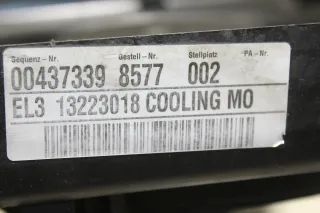 Sequenz-Nr. Gestell-Nr. Stellplatz PA-Nr.
00437339 8577 002
EL3 13223018 COOLING MO